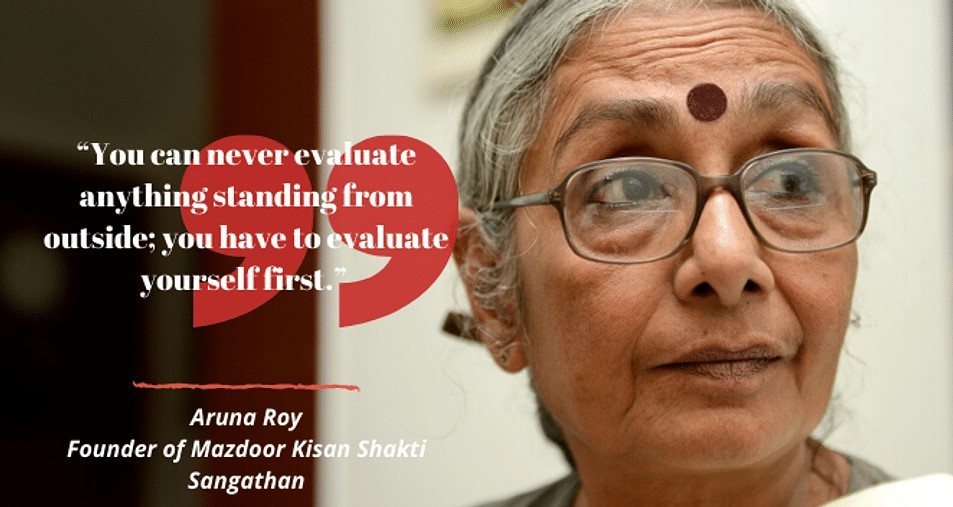 “You can never evaluate
anything standing from
outside; you have to evaluate
yourself first.”
Aruna Roy
Founder of Mazdoor Kisan Shakti
Sangathan